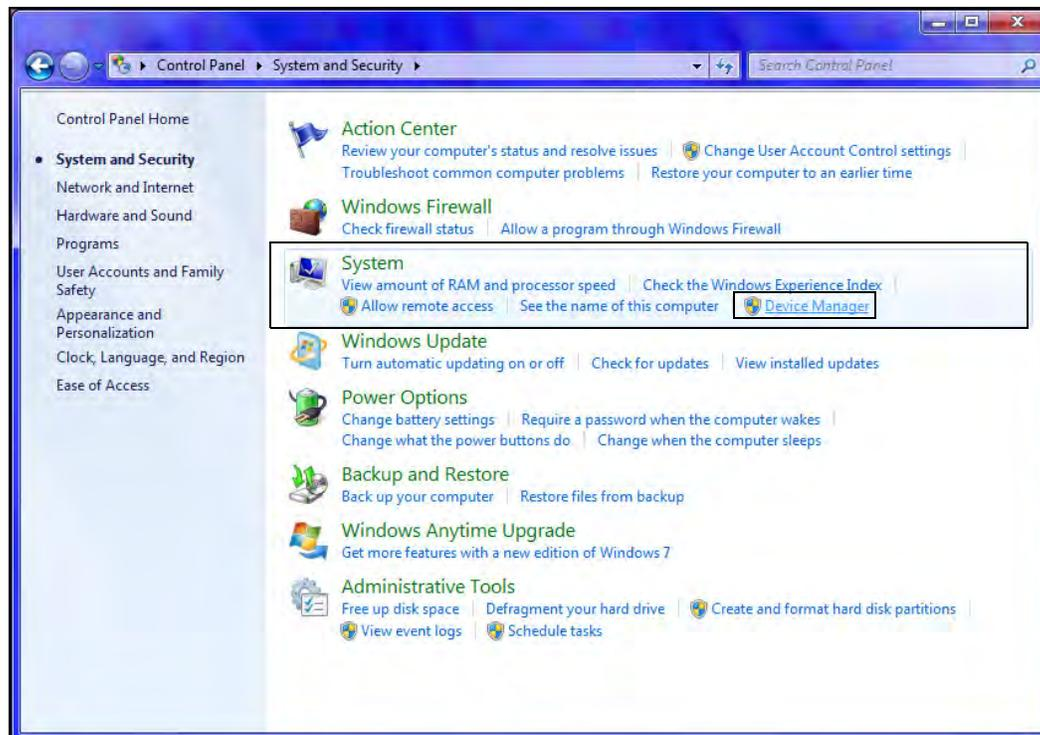 Control Panel ▸ System and Security ▸
Search Control Panel
Control Panel Home
System and Security
Network and Internet
Hardware and Sound
Programs
User Accounts and Family
Safety
Appearance and
Personalization
Clock, Language, and Region
Ease of Access
Action Center
Review your computer's status and resolve issues | Change User Account Control settings |
Troubleshoot common computer problems | Restore your computer to an earlier time
Windows Firewall
Check firewall status | Allow a program through Windows Firewall
System
View amount of RAM and processor speed | Check the Windows Experience Index |
Allow remote access | See the name of this computer | Device Manager
Windows Update
Turn automatic updating on or off | Check for updates | View installed updates
Power Options
Change battery settings | Require a password when the computer wakes |
Change what the power buttons do | Change when the computer sleeps
Backup and Restore
Back up your computer | Restore files from backup
Windows Anytime Upgrade
Get more features with a new edition of Windows 7
Administrative Tools
Free up disk space | Defragment your hard drive | Create and format hard disk partitions |
View event logs | Schedule tasks